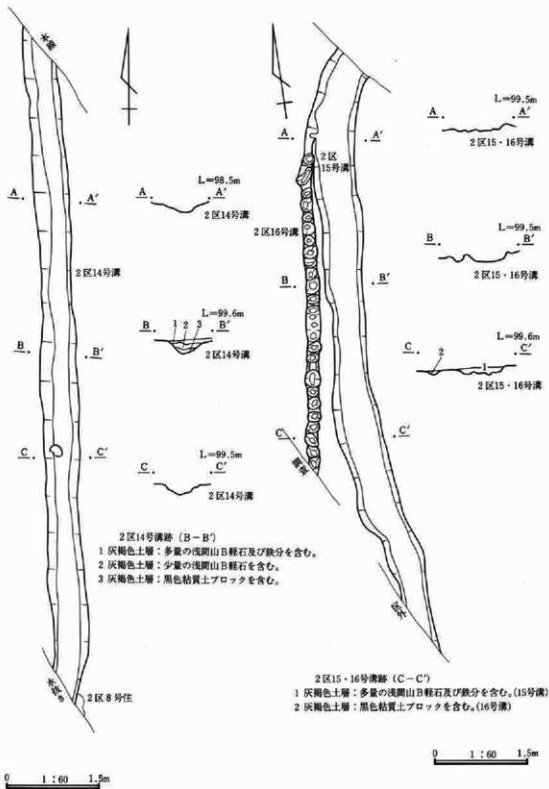 水路
A
A′
2区14号溝
B
B′
C
C′
2区8号住
L=98.5m
A
A′
2区14号溝
L=99.6m
1 2 3
B
B′
2区14号溝
L=99.5m
C
C′
2区14号溝
2区14号溝跡 (B−B′)
1 灰褐色土層:多量の浅間山B軽石及び鉄分を含む。
2 灰褐色土層:少量の浅間山B軽石を含む。
3 灰褐色土層:黒色粘質土ブロックを含む。
0 1:60 1.5m
A
A′
2区
15号溝
2区16号溝
B
B′
C
C′
L=99.5m
A
A′
2区15・16号溝
L=99.5m
B
B′
2区15・16号溝
L=99.6m
C
C′
2
1
2区15・16号溝
2区15・16号溝跡 (C−C′)
1 灰褐色土層:多量の浅間山B軽石及び鉄分を含む。(15号溝)
2 灰褐色土層:黒色粘質土ブロックを含む。(16号溝)
0 1:60 1.5m